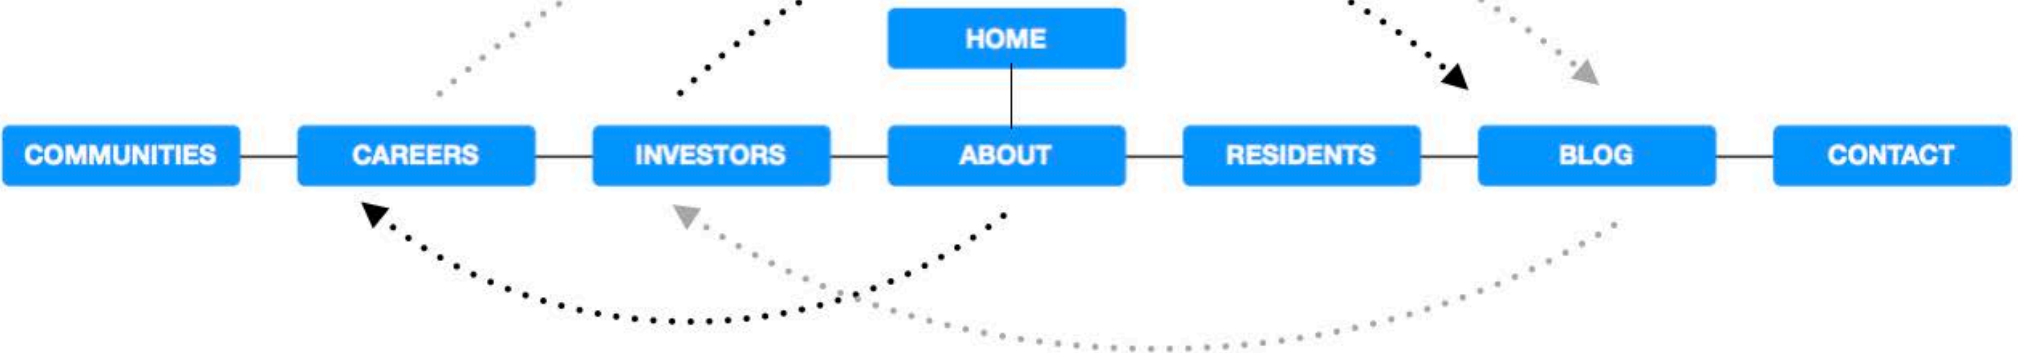 HOME
COMMUNITIES
CAREERS
INVESTORS
ABOUT
RESIDENTS
BLOG
CONTACT